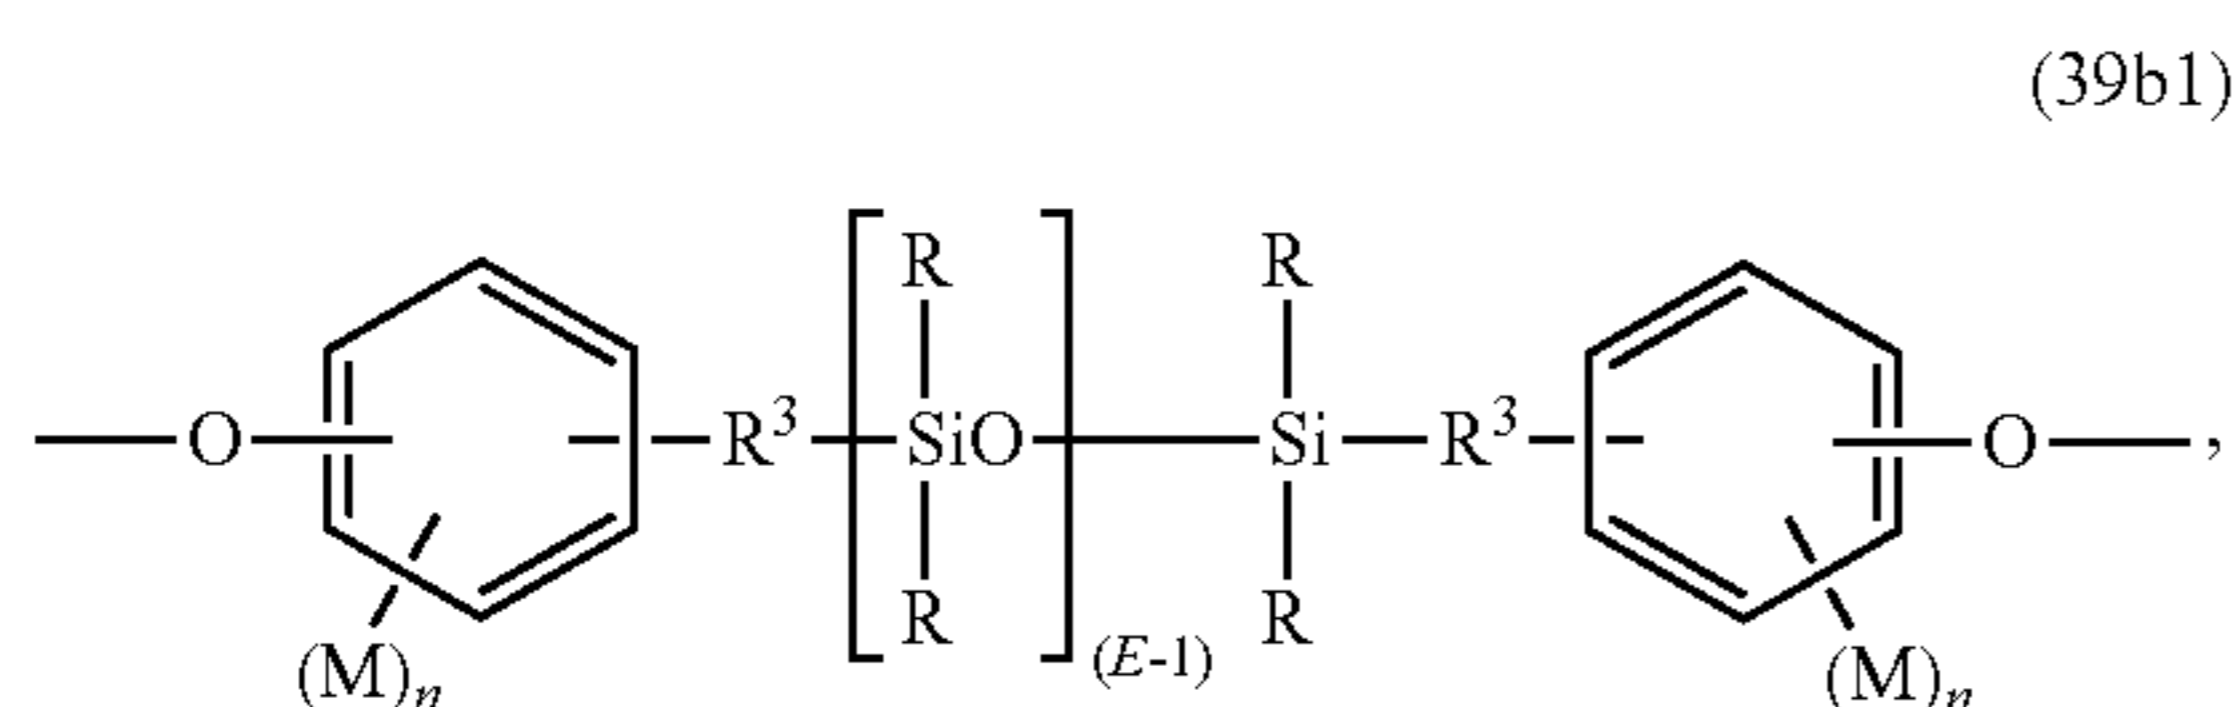 (39b1)
R R
—O— —R³— [SiO] —Si—R³— —O—,
R R
(E-1)
(M)n (M)n